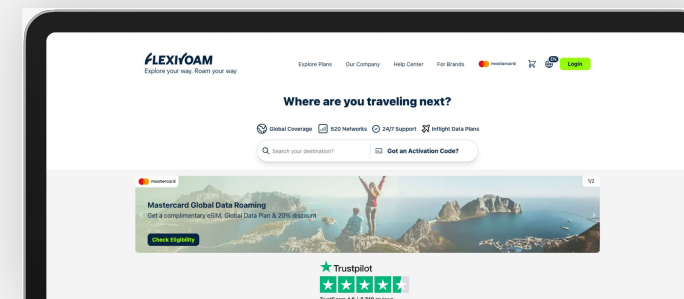 FLEXIROAM
Explore your way. Roam your way
Explore Plans Our Company Help Center For Brands mastercard EN Login
Where are you traveling next?
Global Coverage 520 Networks 24/7 Support Inflight Data Plans
Search your destination? Got an Activation Code?
mastercard 1/2
Mastercard Global Data Roaming
Get a complimentary eSIM, Global Data Plan & 20% discount
Check Eligibility
Trustpilot